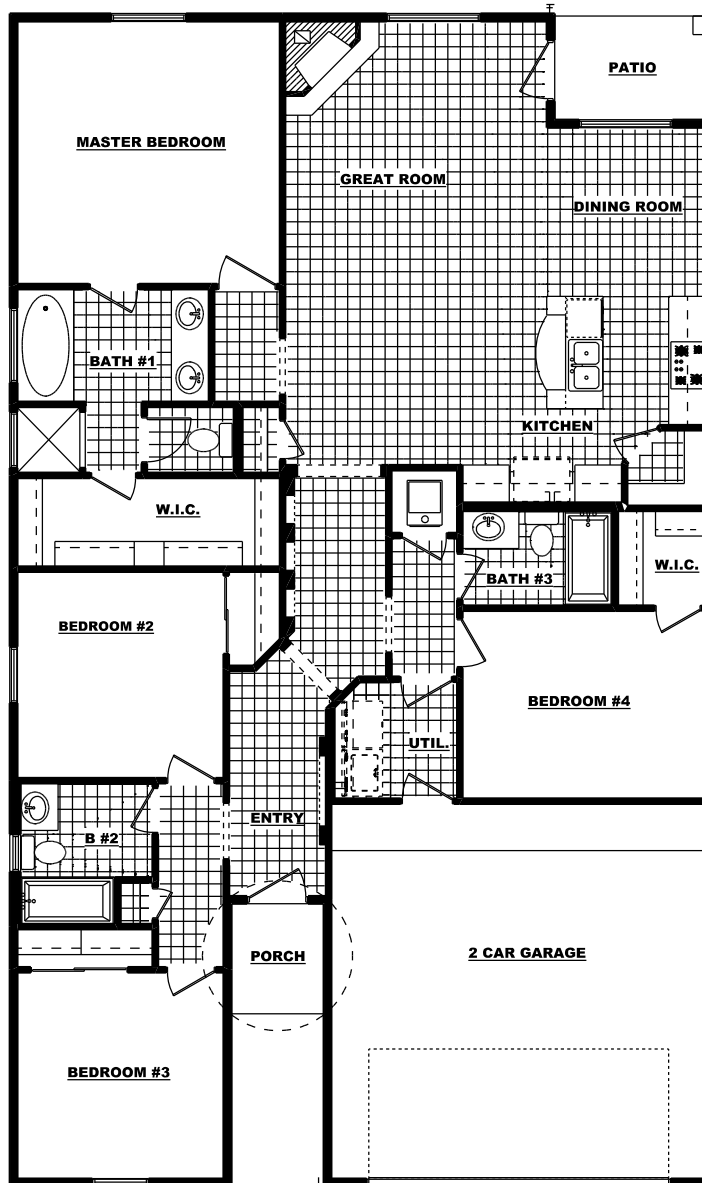 PATIO
MASTER BEDROOM
GREAT ROOM
DINING ROOM
BATH #1
KITCHEN
W.I.C.
BATH #3
W.I.C.
BEDROOM #2
BEDROOM #4
UTIL.
ENTRY
B #2
PORCH
2 CAR GARAGE
BEDROOM #3